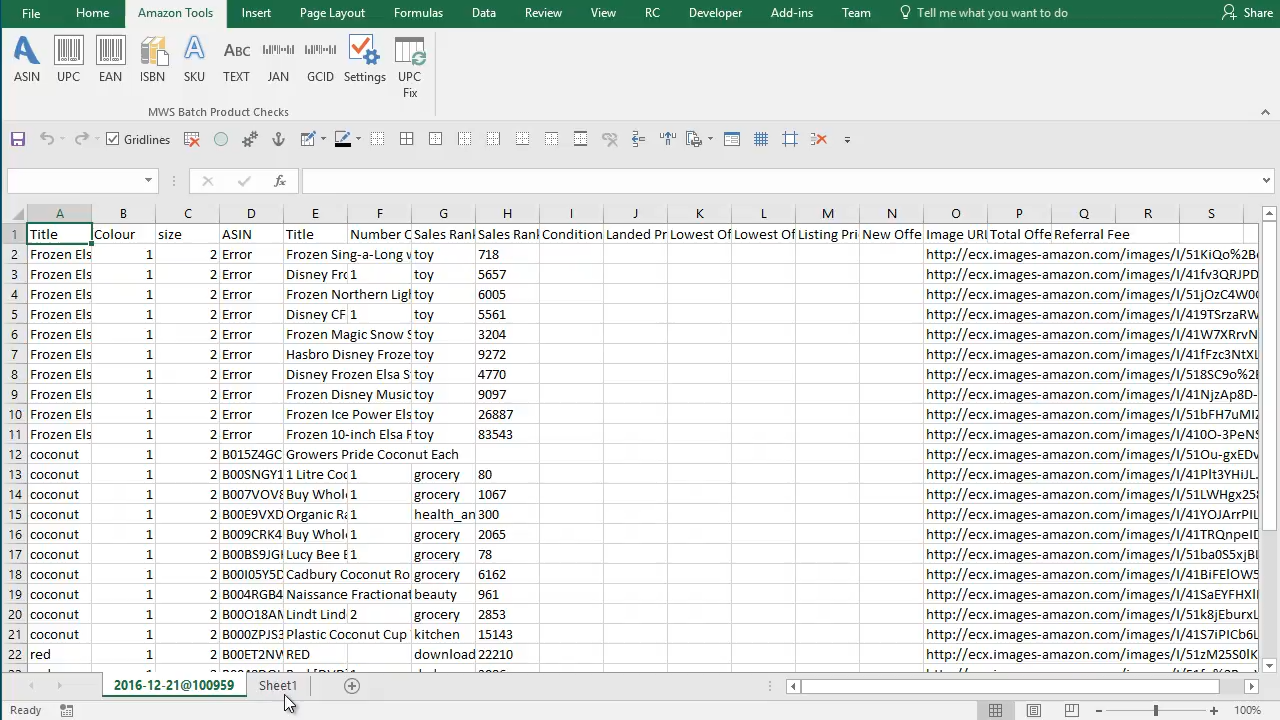 File Home Amazon Tools Insert Page Layout Formulas Data Review View RC Developer Add-ins Team Tell me what you want to do Share
ABC
ASIN UPC EAN ISBN SKU TEXT JAN GCID Settings UPC Fix
MWS Batch Product Checks
Gridlines
fx
A B C D E F G H I J K L M N O P Q R S
1 Title Colour size ASIN Title Number C Sales Rank Sales Rank Condition Landed Pr Lowest Of Lowest Of Listing Pri New Offe Image URL Total Offe Referral Fee
2 Frozen Els 1 2 Error Frozen Sing-a-Long w toy 718 http://ecx.images-amazon.com/images/I/51KIQo%2B
3 Frozen Els 1 2 Error Disney Fro 1 5657 http://ecx.images-amazon.com/images/I/41fv3QRJPD
4 Frozen Els 1 2 Error Frozen Northern Ligh toy 6005 http://ecx.images-amazon.com/images/I/51jOzC4W0
5 Frozen Els 1 2 Error Disney CF 1 toy 5561 http://ecx.images-amazon.com/images/I/419TSrzaRW
6 Frozen Els 1 2 Error Frozen Magic Snow S toy 3204 http://ecx.images-amazon.com/images/I/41W7XRrvN
7 Frozen Els 1 2 Error Hasbro Disney Froze toy 9272 http://ecx.images-amazon.com/images/I/41fFzc3NtXL
8 Frozen Els 1 2 Error Disney Frozen Elsa S toy 4770 http://ecx.images-amazon.com/images/I/518SC9o%2
9 Frozen Els 1 2 Error Frozen Disney Music toy 9097 http://ecx.images-amazon.com/images/I/41NjzAp8D-
10 Frozen Els 1 2 Error Frozen Ice Power Els toy 26887 http://ecx.images-amazon.com/images/I/51bFH7uMIZ
11 Frozen Els 1 2 Error Frozen 10-inch Elsa F toy 83543 http://ecx.images-amazon.com/images/I/410O-3PeNS
12 coconut 1 2 B015Z4GC Growers Pride Coconut Each http://ecx.images-amazon.com/images/I/51Ou-gxEDv
13 coconut 1 2 B00SNGY1 1 Litre Coc 1 grocery 80 http://ecx.images-amazon.com/images/I/41Plt3YHiJL
14 coconut 1 2 B007VOV8 Buy Whol 1 grocery 1067 http://ecx.images-amazon.com/images/I/51LWHgx258
15 coconut 1 2 B00E9VXD Organic Ra 1 health_an 300 http://ecx.images-amazon.com/images/I/41YOJArrPIL
16 coconut 1 2 B009CRK4 Buy Whol 1 grocery 2065 http://ecx.images-amazon.com/images/I/41TRQnpeID
17 coconut 1 2 B00BS9JG Lucy Bee E 1 grocery 78 http://ecx.images-amazon.com/images/I/51ba0S5xjBL
18 coconut 1 2 B00I05Y5D Cadbury Coconut Ro grocery 6162 http://ecx.images-amazon.com/images/I/41BiFElOW5
19 coconut 1 2 B004RGB4 Naissance Fractionat beauty 961 http://ecx.images-amazon.com/images/I/41SaEYFHXl
20 coconut 1 2 B00O18AN Lindt Lind 2 grocery 2853 http://ecx.images-amazon.com/images/I/51k8jEburxL
21 coconut 1 2 B000ZPJS3 Plastic Coconut Cup kitchen 15143 http://ecx.images-amazon.com/images/I/41S7iPICb6L
22 red 1 2 B00ET2NW RED download 22210 http://ecx.images-amazon.com/images/I/51zM25S0lK
2016-12-21@100959 Sheet1
Ready 100%